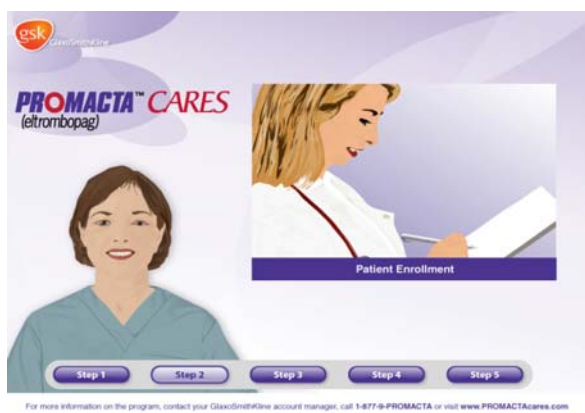 gsk
GlaxoSmithKline
PROMACTA™ CARES
(eltrombopag)
Patient Enrollment
Step 1
Step 2
Step 3
Step 4
Step 5
For more information on the program, contact your GlaxoSmithKline account manager, call 1-877-9-PROMACTA or visit www.PROMACTAcares.com